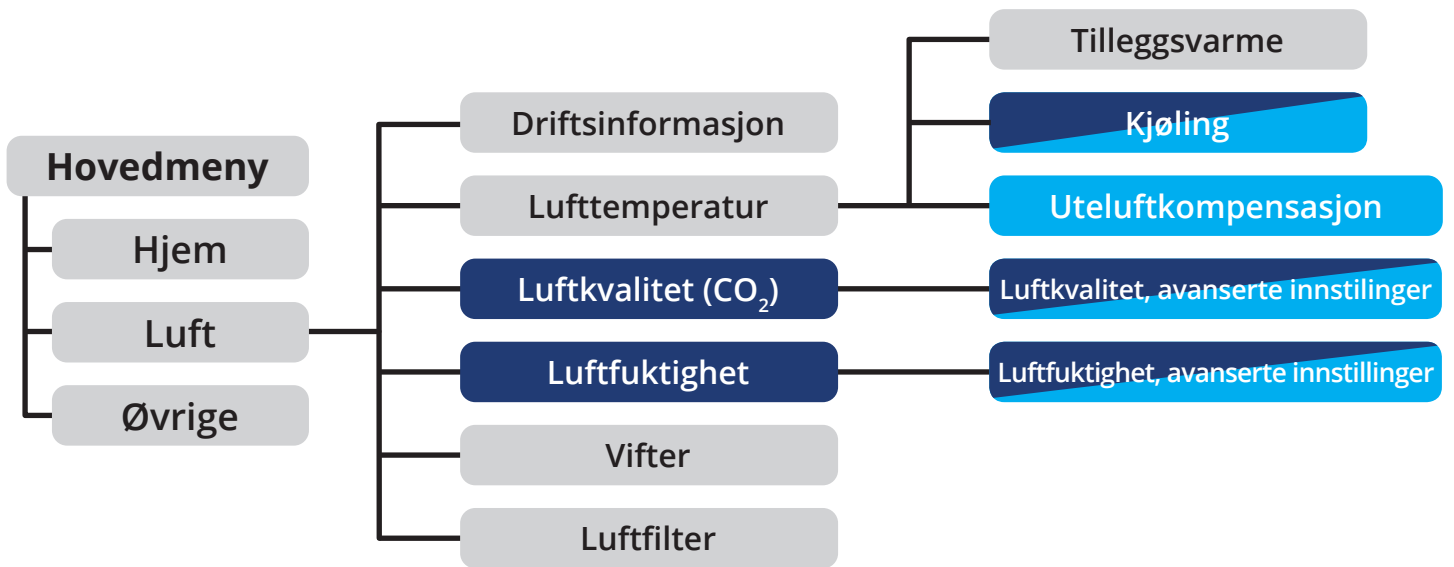 Hovedmeny
Hjem
Luft
Øvrige
Driftsinformasjon
Lufttemperatur
Luftkvalitet (CO₂)
Luftfuktighet
Vifter
Luftfilter
Tilleggsvarme
Kjøling
Uteluftkompensasjon
Luftkvalitet, avanserte innstilinger
Luftfuktighet, avanserte innstillinger